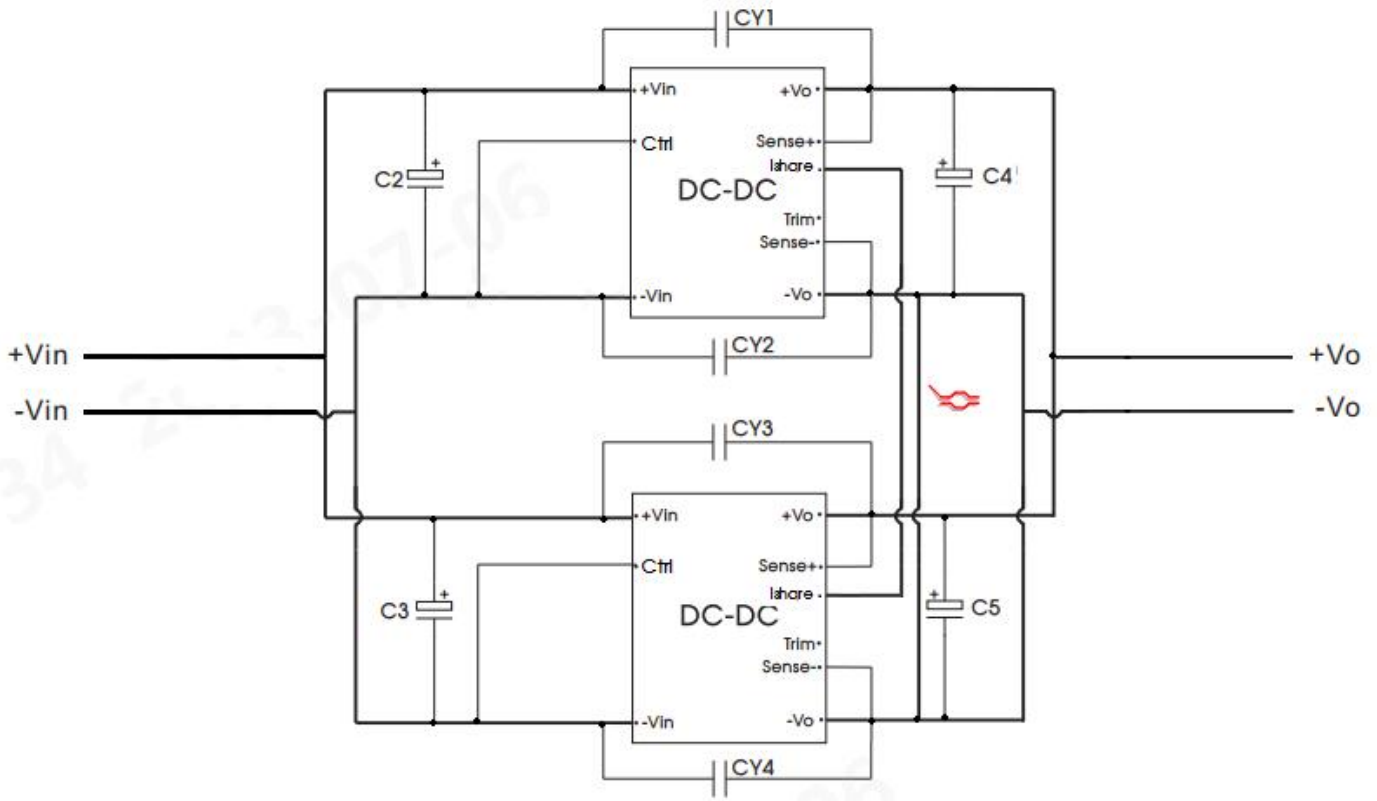 CY1
+Vin
+Vo
Ctrl
Sense+
Ishare
C2
+
DC-DC
+
C4
Trim
Sense-
-Vin
-Vo
+Vin
CY2
+Vo
-Vin
-Vo
CY3
+Vin
+Vo
Ctrl
Sense+
Ishare
C3
+
DC-DC
+
C5
Trim
Sense-
-Vin
-Vo
CY4